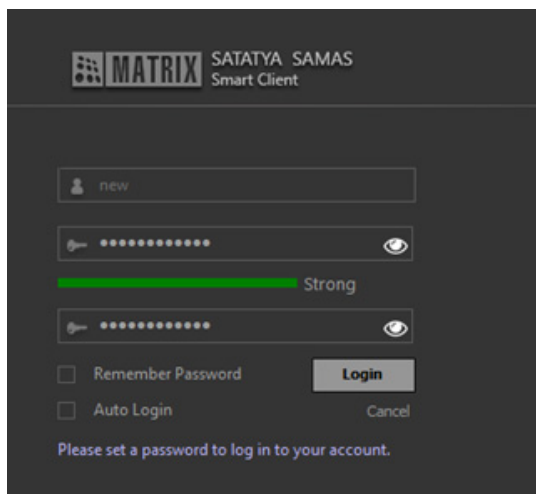 MATRIX SATATYA SAMAS
Smart Client
new
••••••••••••
Strong
••••••••••••
Remember Password
Login
Auto Login
Cancel
Please set a password to log in to your account.